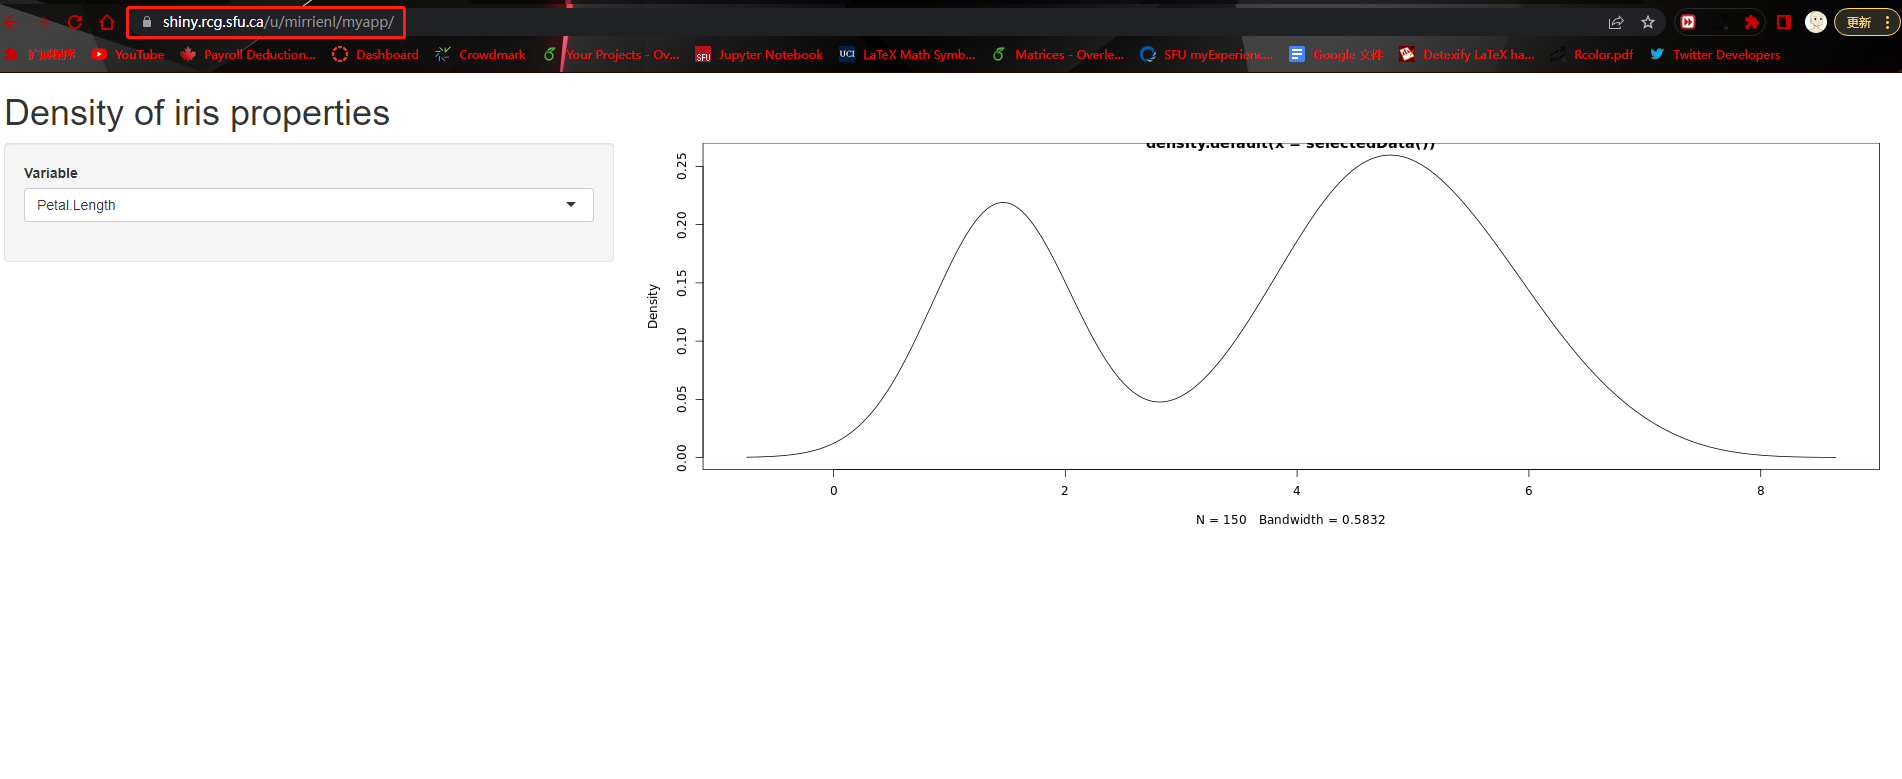 shiny.rcg.sfu.ca/u/mirrienl/myapp/
更新
扩展程序 YouTube Payroll Deduction... Dashboard Crowdmark Your Projects - Ov... SFU Jupyter Notebook UCI LaTeX Math Symb... Matrices - Overle... SFU myExperienc... Google 文件 Detexify LaTeX ha... Rcolor.pdf Twitter Developers
Density of iris properties
Variable
Petal.Length
density.default(x = selectedData())
0.25
0.20
0.15
0.10
0.05
0.00
Density
0 2 4 6 8
N = 150 Bandwidth = 0.5832